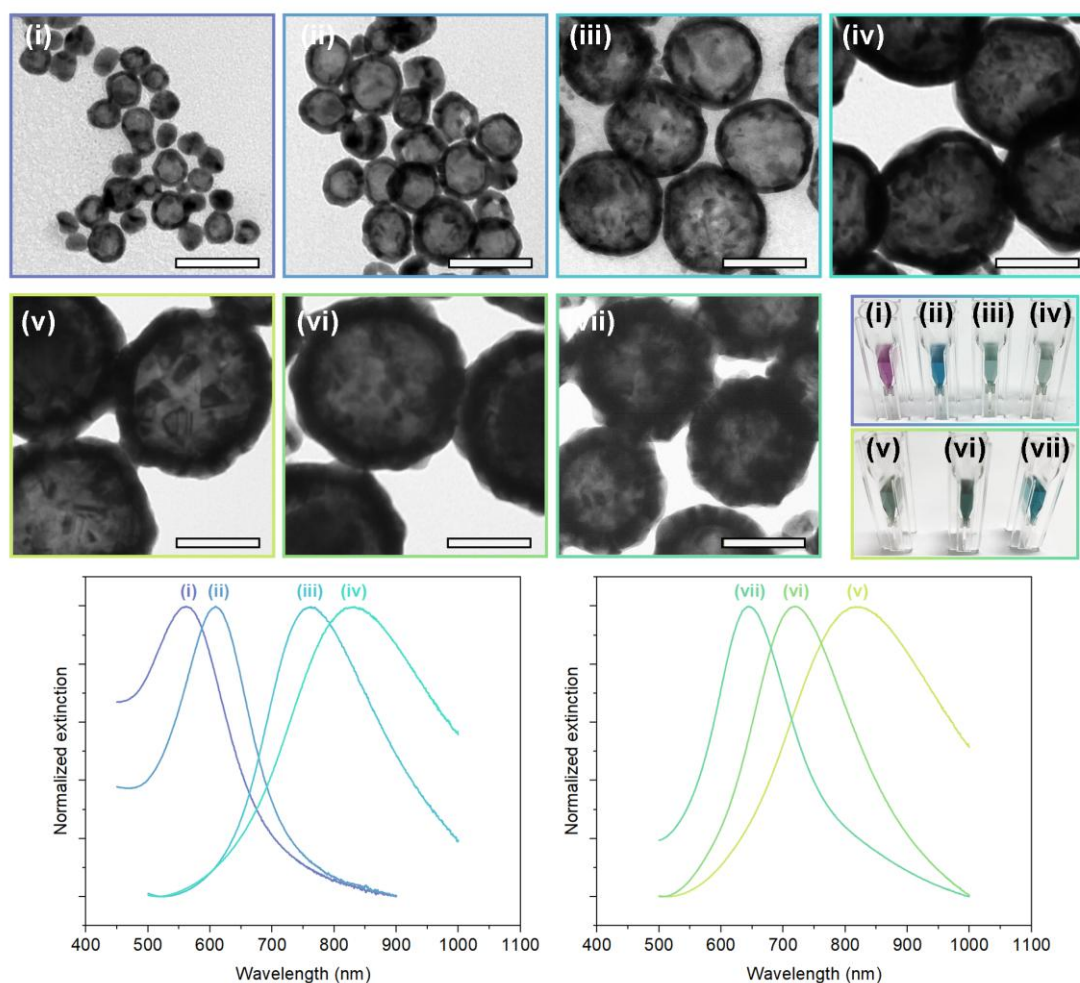 (i) (ii) (iii) (iv)
(v) (vi) vii)
(i) (ii) (iii) (iv)
(v) (vi) (vii)
(i) (ii) (iii) (iv)
Normalized extinction
400 500 600 700 800 900 1000 1100
Wavelength (nm)
(vii) (vi) (v)
Normalized extinction
400 500 600 700 800 900 1000 1100
Wavelength (nm)